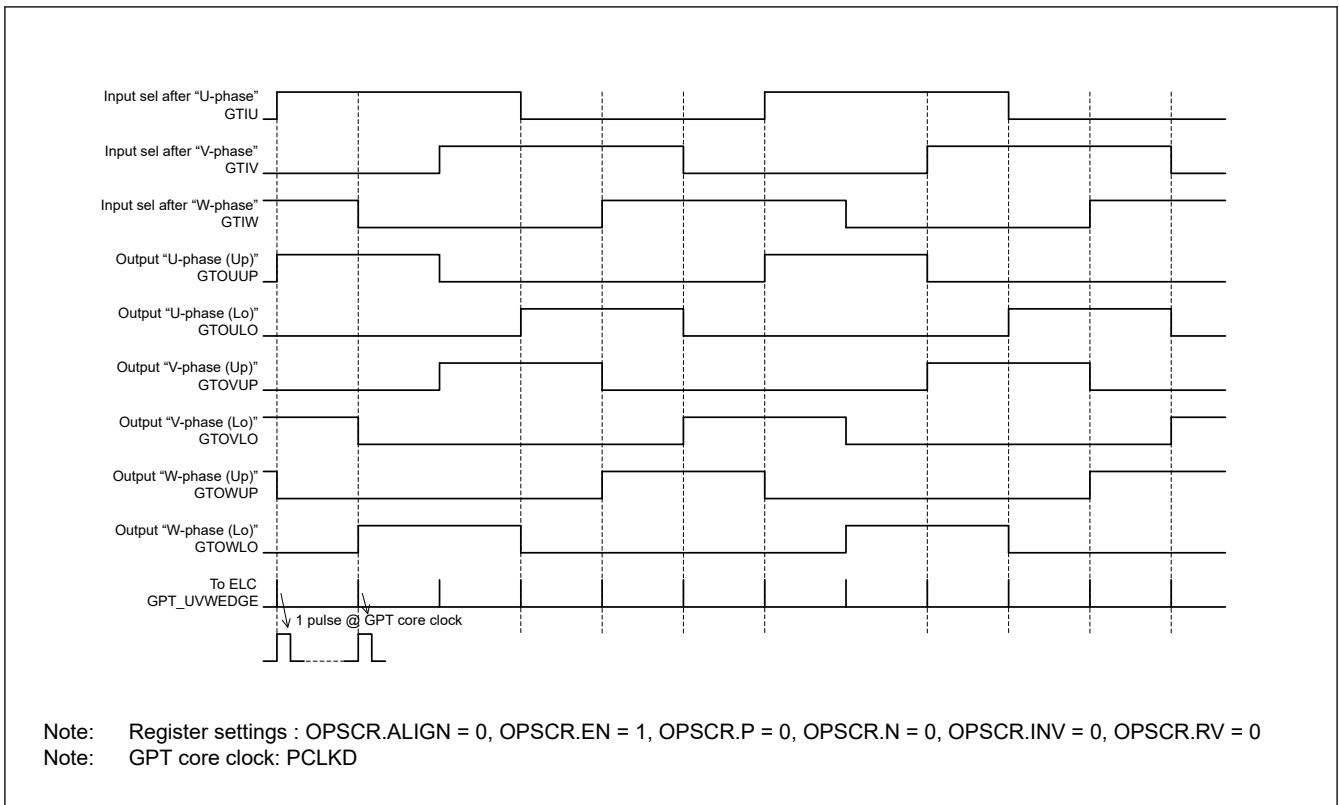 Input sel after “U-phase”
GTIU
Input sel after “V-phase”
GTIV
Input sel after “W-phase”
GTIW
Output “U-phase (Up)”
GTOUUP
Output “U-phase (Lo)”
GTOULO
Output “V-phase (Up)”
GTOVUP
Output “V-phase (Lo)”
GTOVLO
Output “W-phase (Up)”
GTOWUP
Output “W-phase (Lo)”
GTOWLO
To ELC
GPT_UVWEDGE
1 pulse @ GPT core clock
Note: Register settings : OPSCR.ALIGN = 0, OPSCR.EN = 1, OPSCR.P = 0, OPSCR.N = 0, OPSCR.INV = 0, OPSCR.RV = 0
Note: GPT core clock: PCLKD